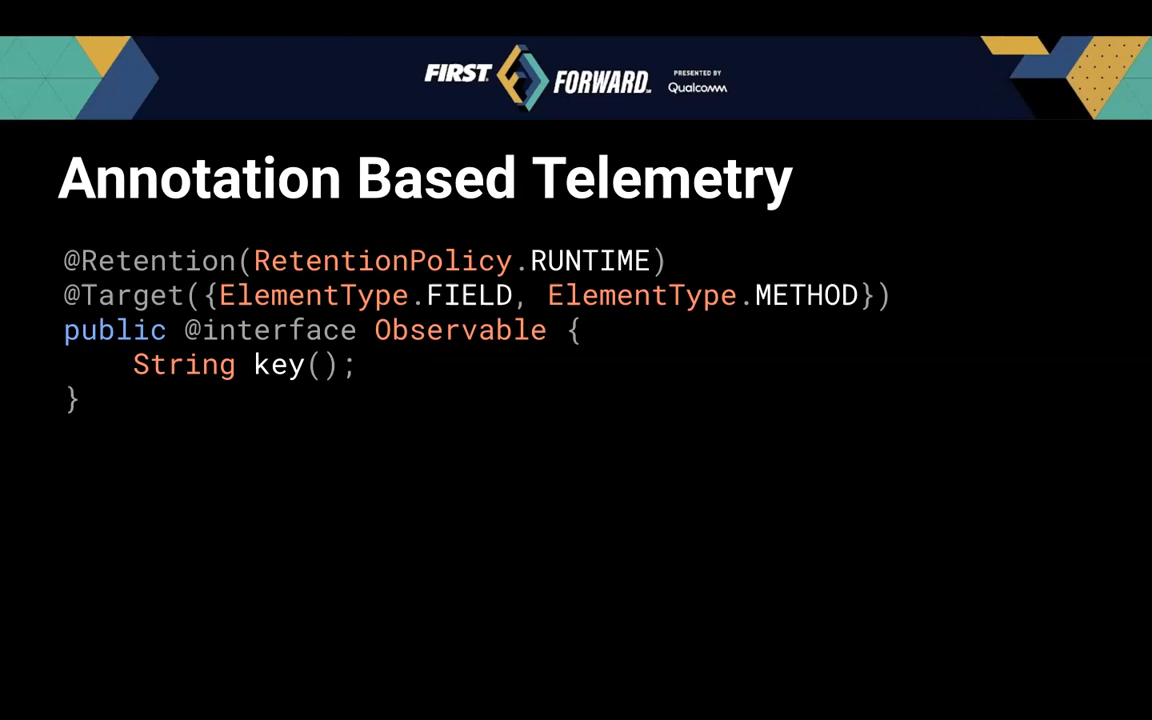 FIRST® FORWARD℠ PRESENTED BY
Qualcomm
Annotation Based Telemetry
@Retention(RetentionPolicy.RUNTIME)
@Target({ElementType.FIELD, ElementType.METHOD})
public @interface Observable {
    String key();
}